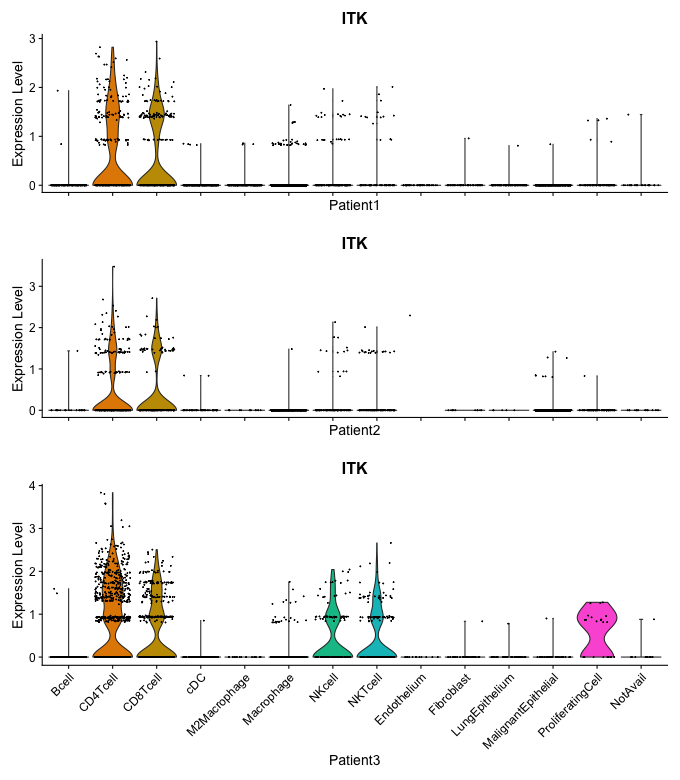 ITK
Expression Level
3
2
1
0
Patient1
ITK
Expression Level
3
2
1
0
Patient2
ITK
Expression Level
4
3
2
1
0
Bcell
CD4Tcell
CD8Tcell
cDC
M2Macrophage
Macrophage
NKcell
NKTcell
Endothelium
Fibroblast
LungEpithelium
MalignantEpithelial
ProliferatingCell
NotAvail
Patient3